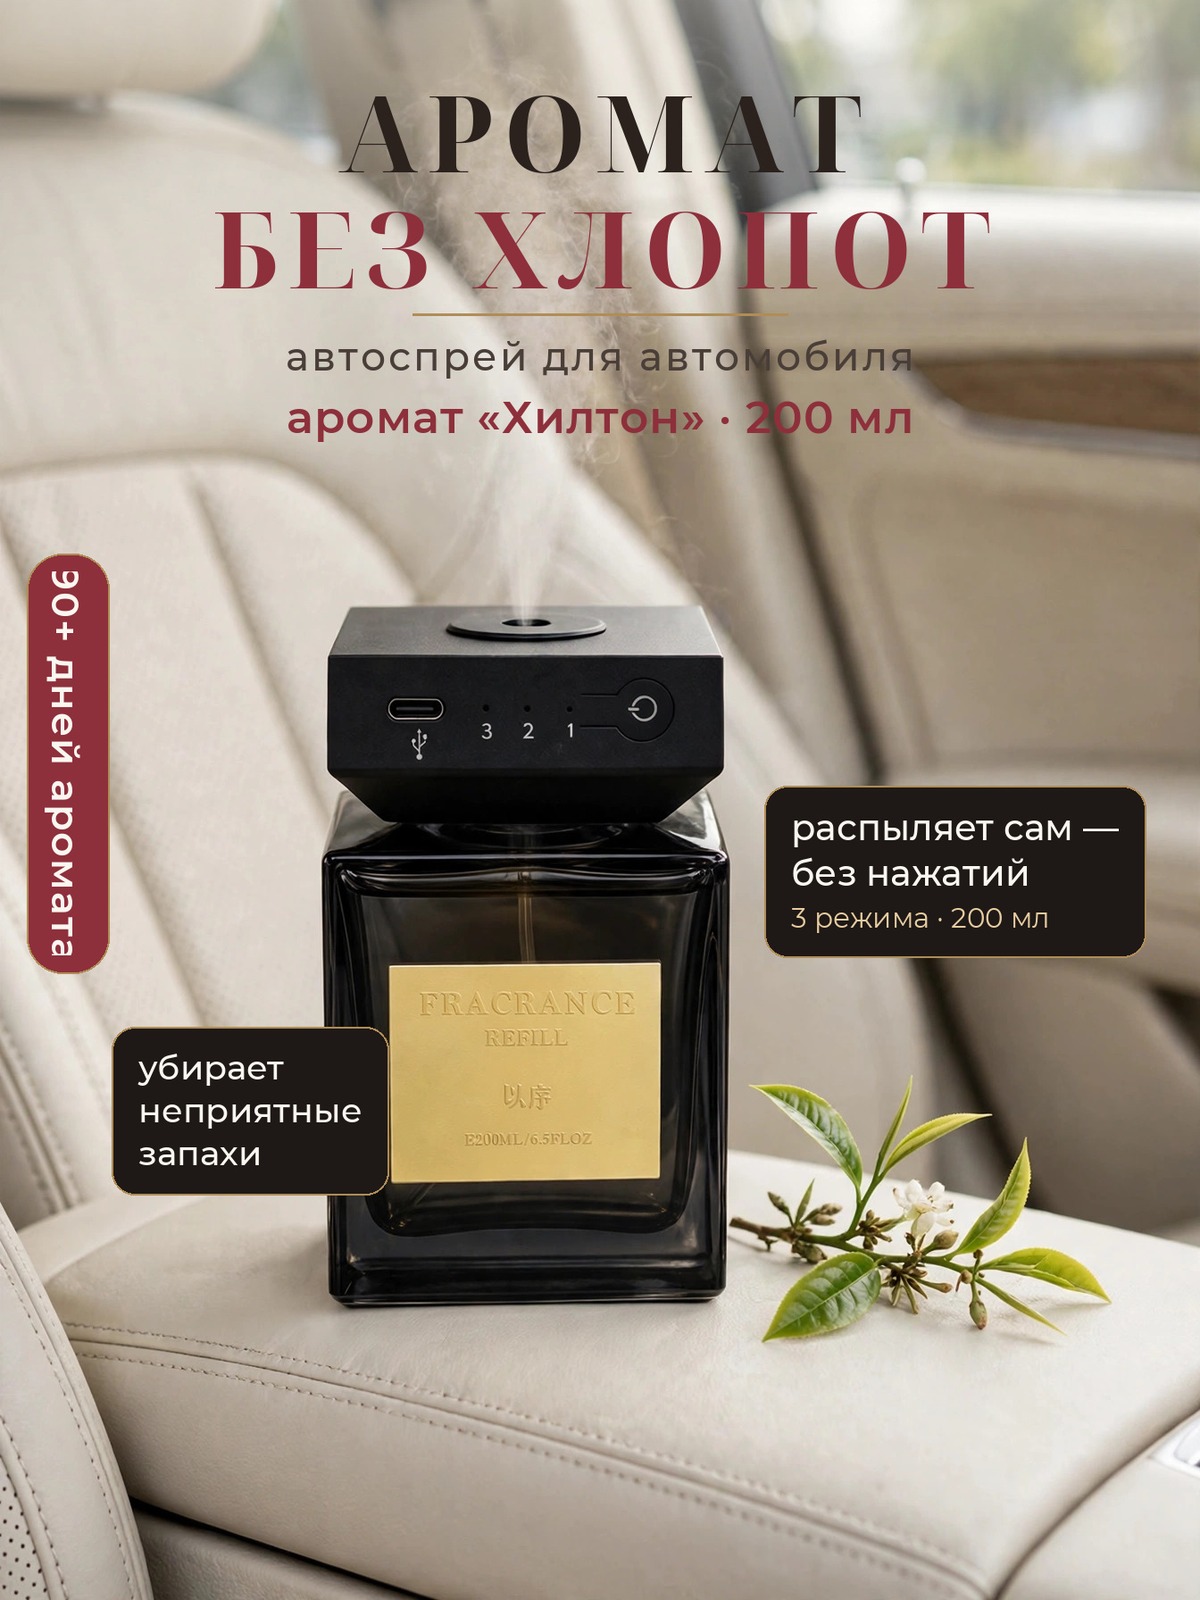 АРОМАТ
БЕЗ ХЛОПОТ
автоспрей для автомобиля
аромат «Хилтон» · 200 мл
90+ дней аромата
3 2 1
распыляет сам —
без нажатий
3 режима · 200 мл
FRAGRANCE
REFILL
以序
E200ML/6.5FLOZ
убирает
неприятные
запахи